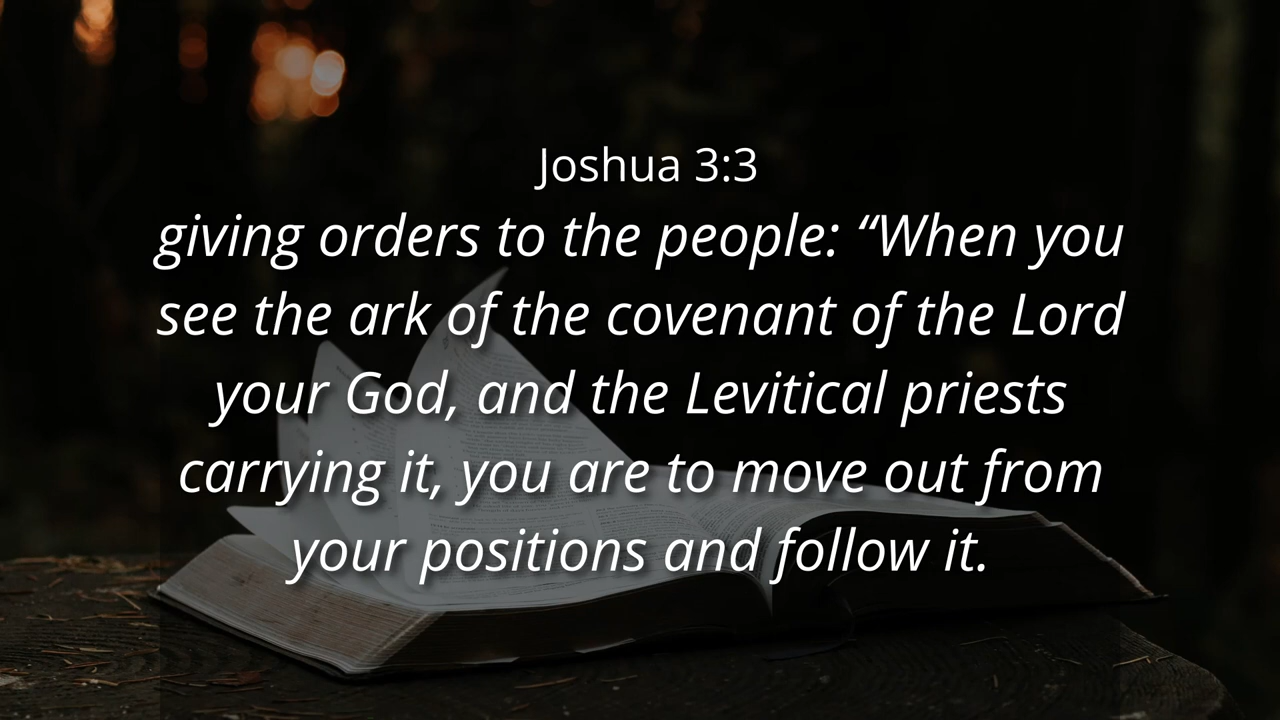 Joshua 3:3
giving orders to the people: “When you
see the ark of the covenant of the Lord
your God, and the Levitical priests
carrying it, you are to move out from
your positions and follow it.